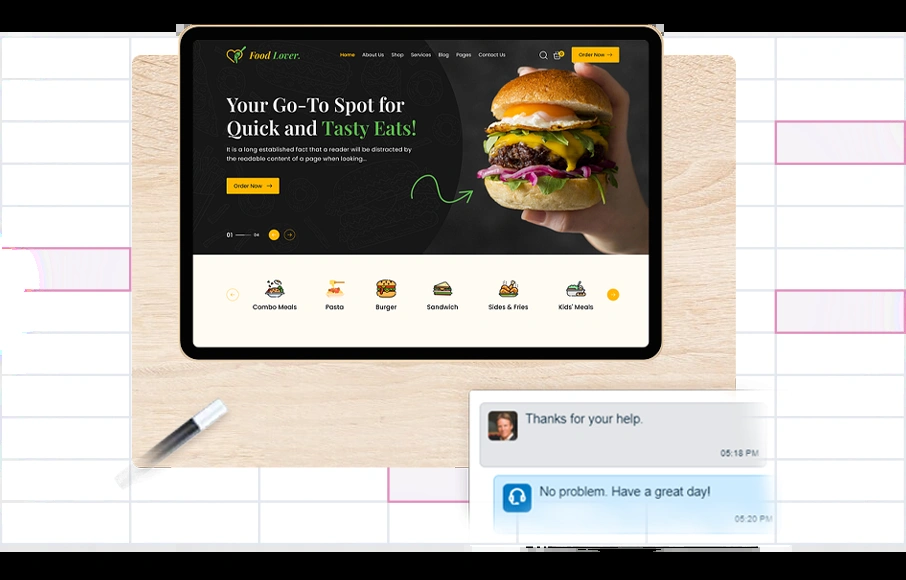 Food Lover.
Home About Us Shop Services Blog Pages Contact Us
Order Now
Your Go-To Spot for
Quick and Tasty Eats!
It is a long established fact that a reader will be distracted by
the readable content of a page when looking...
Order Now
01 04
Combo Meals Pasta Burger Sandwich Sides & Fries Kids' Meals
Thanks for your help.
05:18 PM
No problem. Have a great day!
05:20 PM